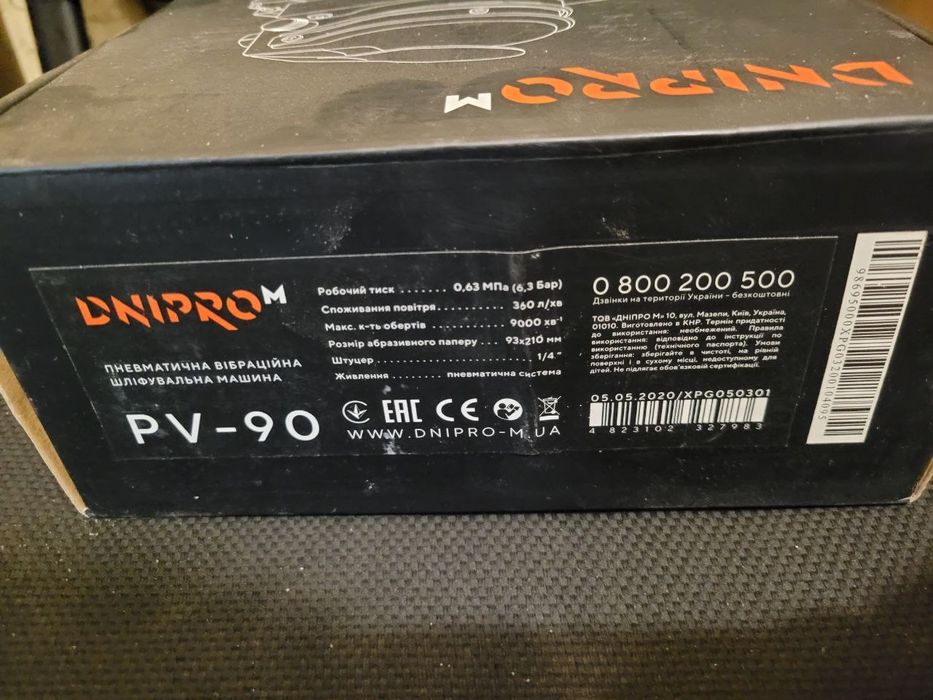 DNIPRO M
DNIPRO M
ПНЕВМАТИЧНА ВІБРАЦІЙНА
ШЛІФУВАЛЬНА МАШИНА
PV-90
Робочий тиск ........ 0,63 МПа (6,3 Бар)
Споживання повітря ........... 360 л/хв
Макс. к-ть обертів ............ 9000 хв⁻¹
Розмір абразивного паперу ... 93x210 мм
Штуцер ........................ 1/4"
Живлення ........ пневматична система
EAC CE
WWW.DNIPRO-M.UA
0 800 200 500
Дзвінки на території України - безкоштовні
ТОВ «ДНІПРО М» 10, вул. Мазепи, Київ, Україна,
01010. Виготовлено в КНР. Термін придатності
до використання: необмежений. Правила
використання: відповідно до інструкції по
використанню (технічного паспорта). Умови
зберігання: зберігайте в чистоті, на рівній
поверхні і в сухому місці, недоступному для
дітей. Не підлягає обов'язковій сертифікації.
05.05.2020/XPG050301
4 823102 327983